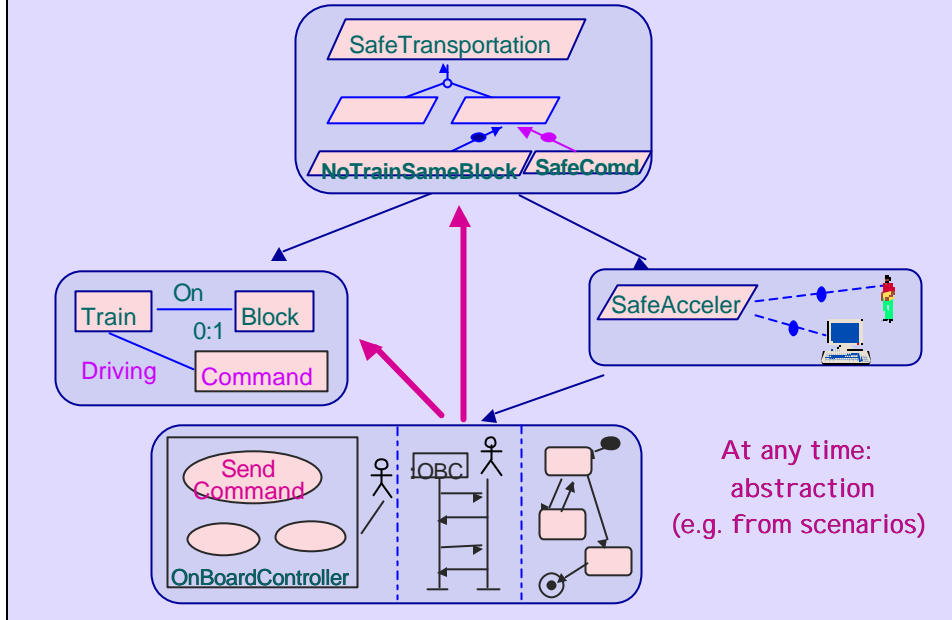 SafeTransportation
NoTrainSameBlock
SafeComd
On
Train
Block
0:1
Driving
Command
SafeAcceler
Send
Command
OnBoardController
:OBC
At any time:
abstraction
(e.g. from scenarios)